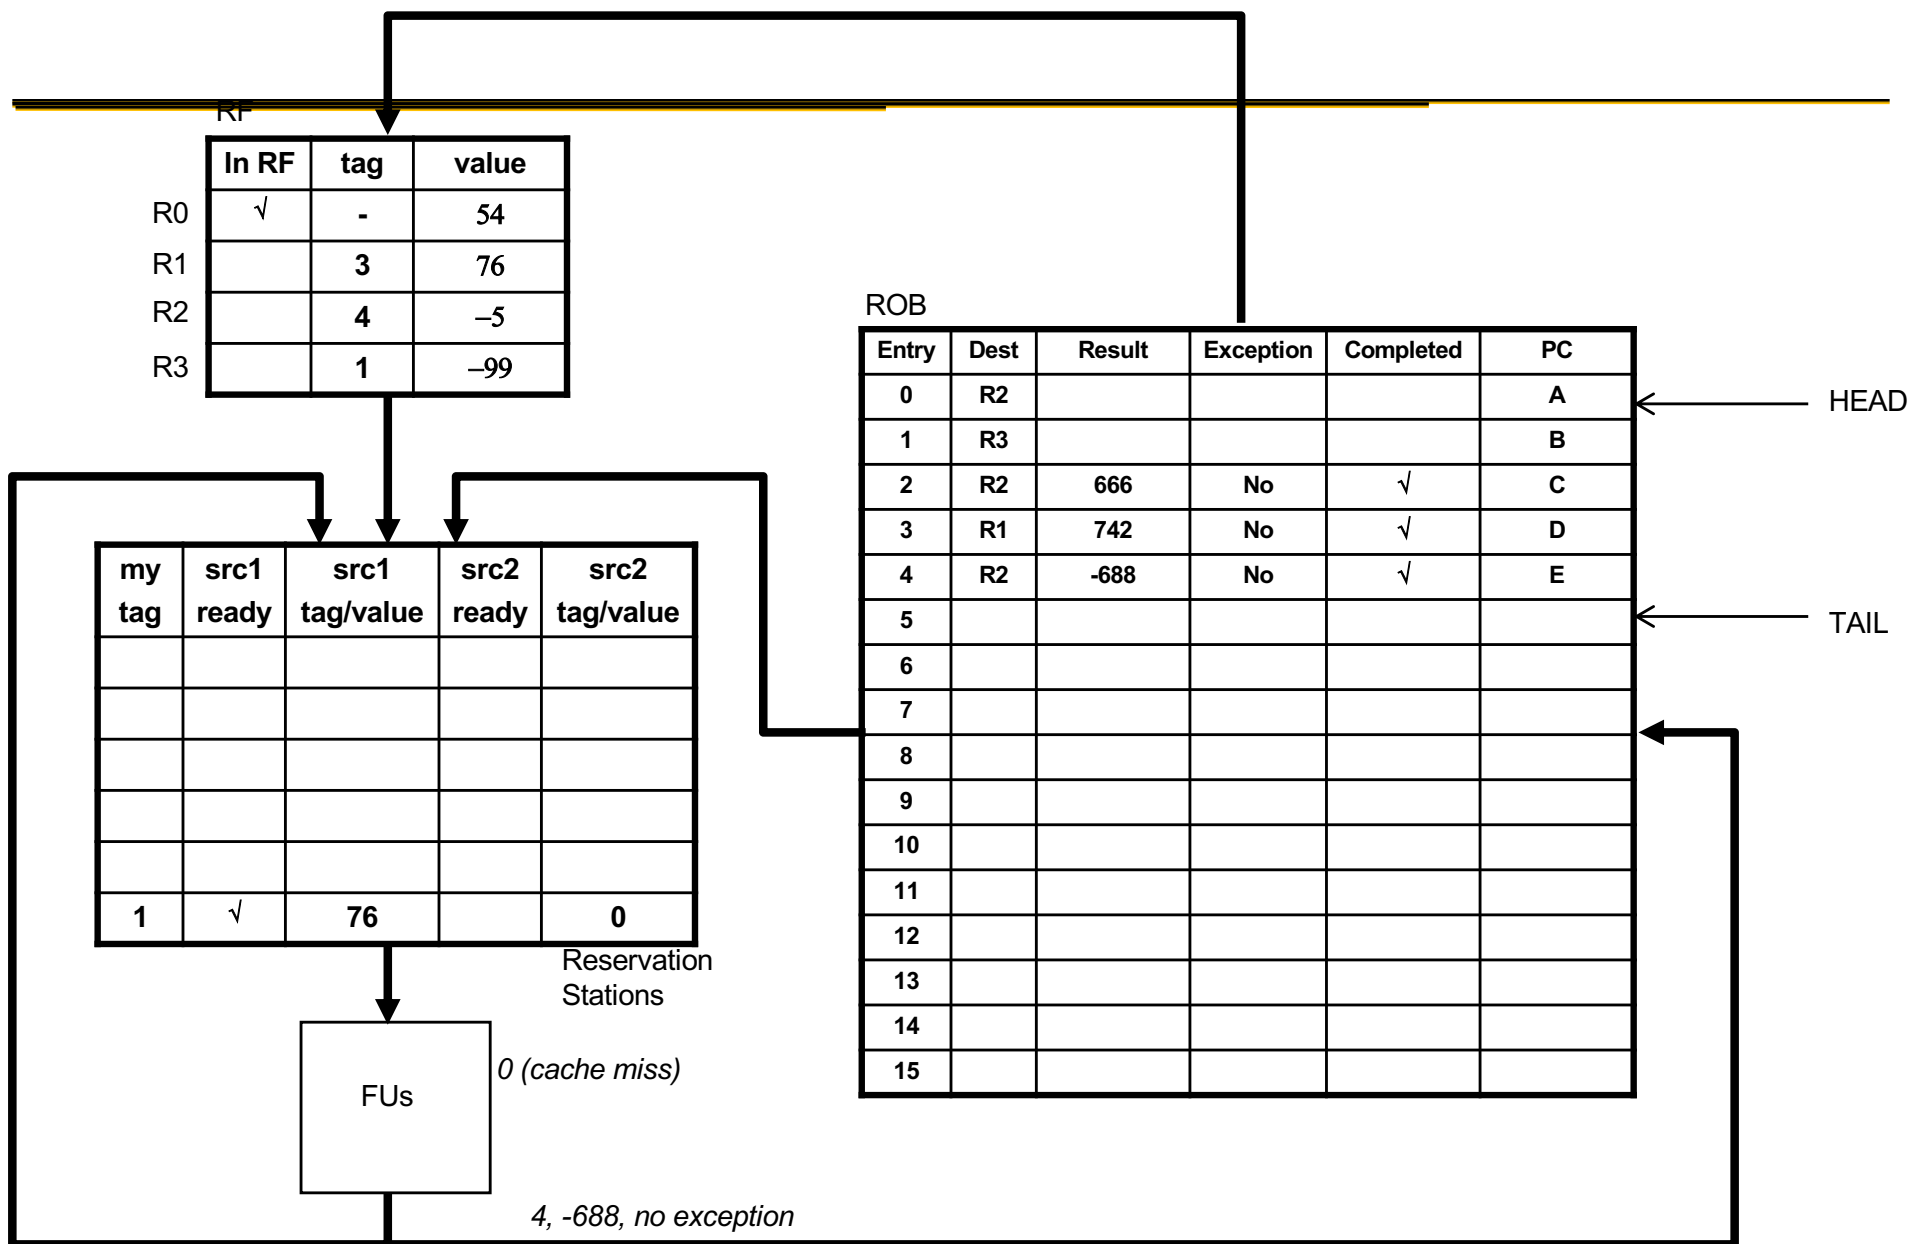 RF
In RF tag value
R0 √ - 54
R1 3 76
R2 4 –5
R3 1 –99
ROB
Entry Dest Result Exception Completed PC
0 R2 A
1 R3 B
2 R2 666 No √ C
3 R1 742 No √ D
4 R2 -688 No √ E
5
6
7
8
9
10
11
12
13
14
15
HEAD
TAIL
my tag src1 ready src1 tag/value src2 ready src2 tag/value
1 √ 76 0
Reservation
Stations
FUs
0 (cache miss)
4, -688, no exception